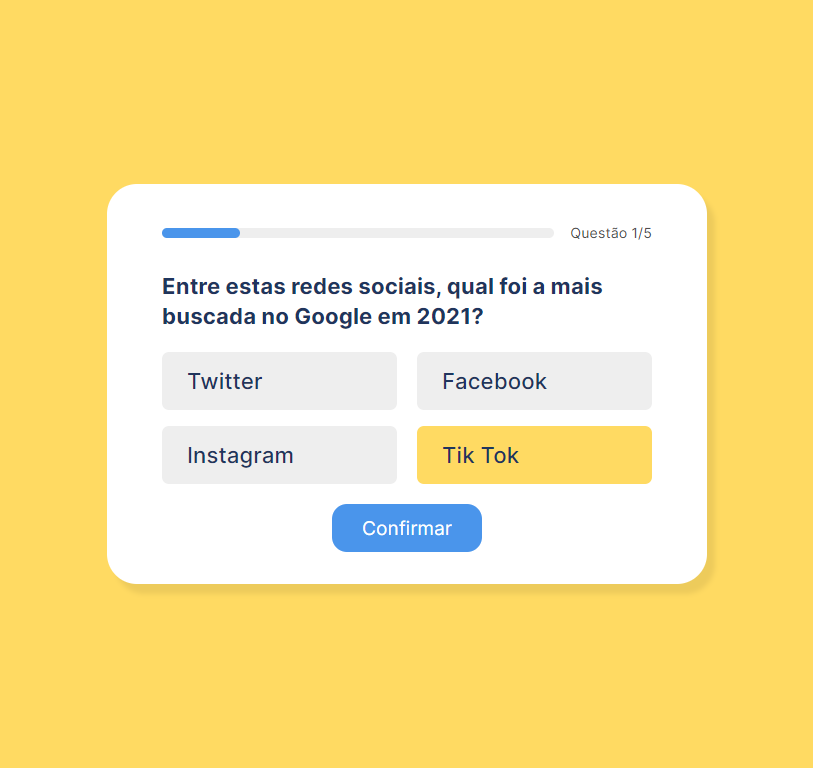 Questão 1/5
Entre estas redes sociais, qual foi a mais
buscada no Google em 2021?
Twitter
Facebook
Instagram
Tik Tok
Confirmar